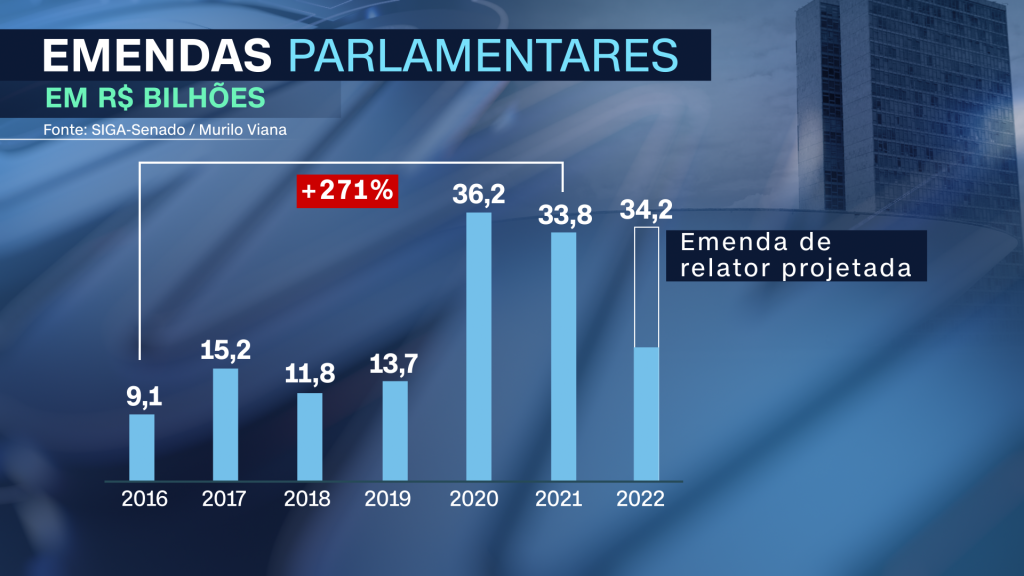 EMENDAS PARLAMENTARES
EM R$ BILHÕES
Fonte: SIGA-Senado / Murilo Viana
+271%
9,1
15,2
11,8
13,7
36,2
33,8
34,2
Emenda de
relator projetada
2016 2017 2018 2019 2020 2021 2022